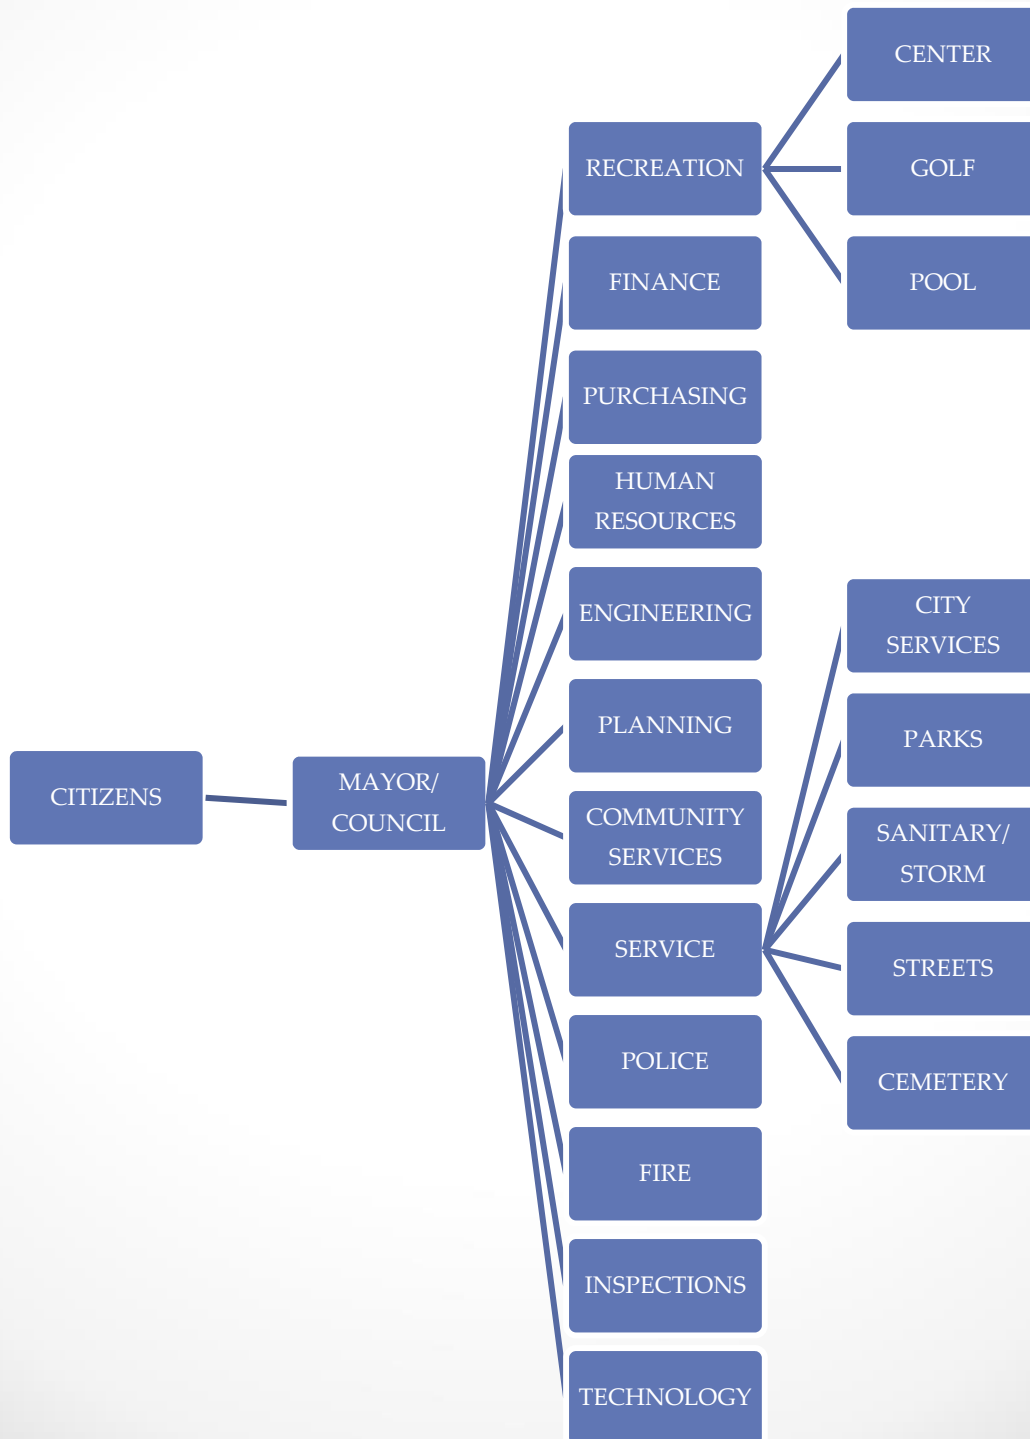 CITIZENS
MAYOR/
COUNCIL
RECREATION
FINANCE
PURCHASING
HUMAN
RESOURCES
ENGINEERING
PLANNING
COMMUNITY
SERVICES
SERVICE
POLICE
FIRE
INSPECTIONS
TECHNOLOGY
CENTER
GOLF
POOL
CITY
SERVICES
PARKS
SANITARY/
STORM
STREETS
CEMETERY